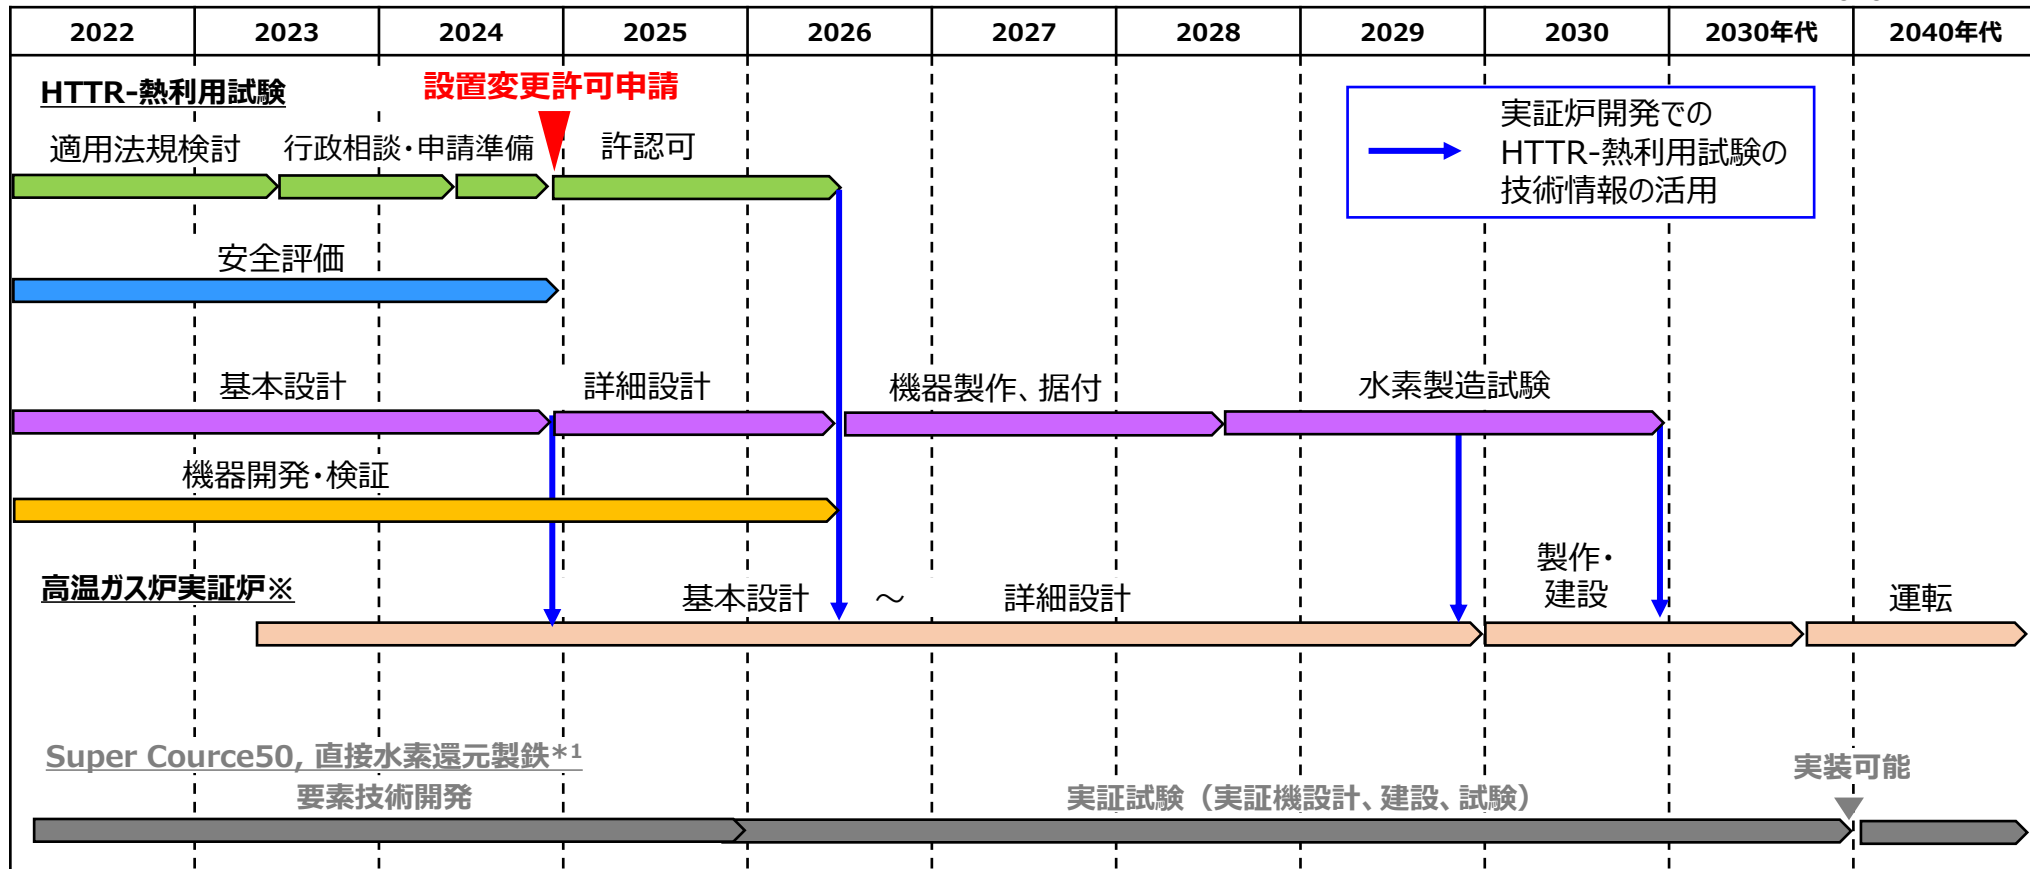 2022 2023 2024 2025 2026 2027 2028 2029 2030 2030年代 2040年代
HTTR-熱利用試験
設置変更許可申請
適用法規検討 行政相談・申請準備 許認可
実証炉開発での
HTTR-熱利用試験の
技術情報の活用
安全評価
基本設計 詳細設計 機器製作、据付 水素製造試験
機器開発・検証
高温ガス炉実証炉※
基本設計 ～ 詳細設計
製作・
建設
運転
Super Cource50, 直接水素還元製鉄*1
要素技術開発
実証試験（実証機設計、建設、試験）
実装可能